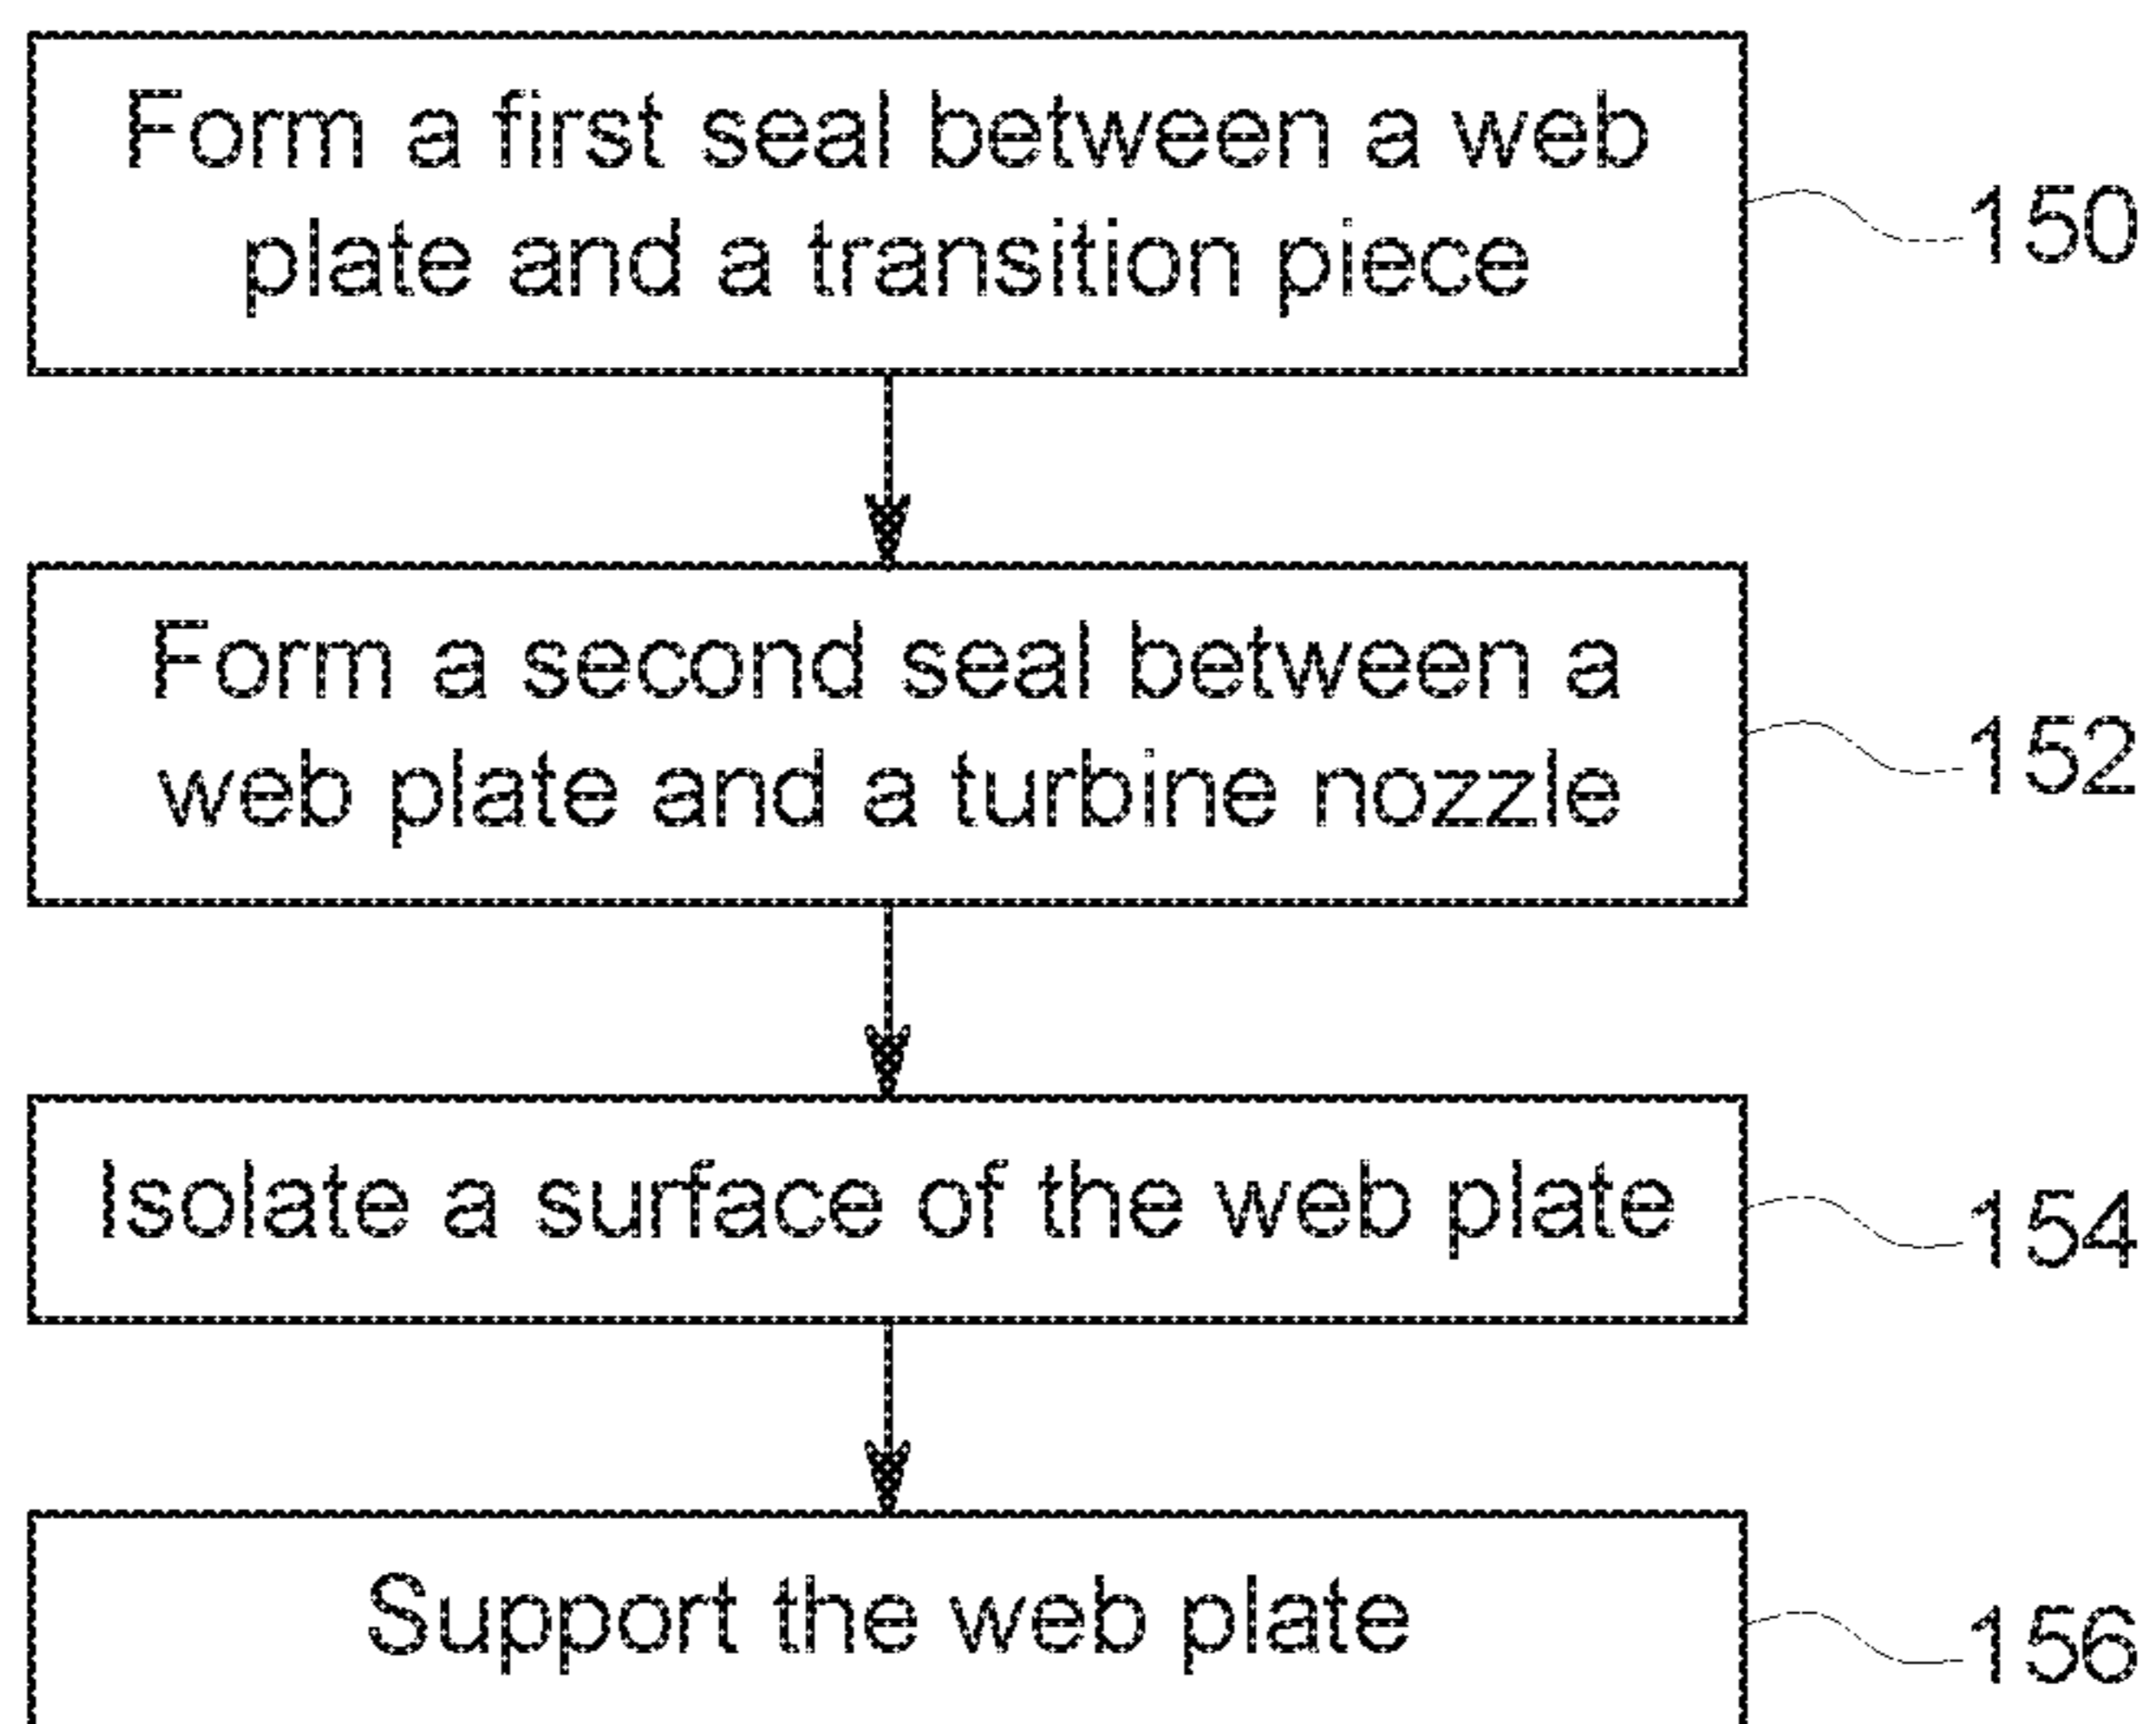 Form a first seal between a web
plate and a transition piece
150
Form a second seal between a
web plate and a turbine nozzle
152
Isolate a surface of the web plate
154
Support the web plate
156